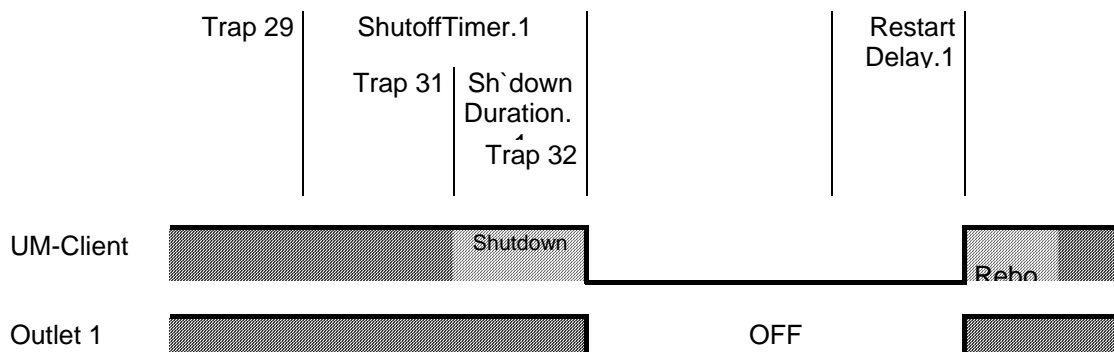 Trap 29
ShutoffTimer.1
Restart
Delay.1
Trap 31
Sh`down
Duration.
Trap 32
UM-Client
Shutdown
Rebo
Outlet 1
OFF